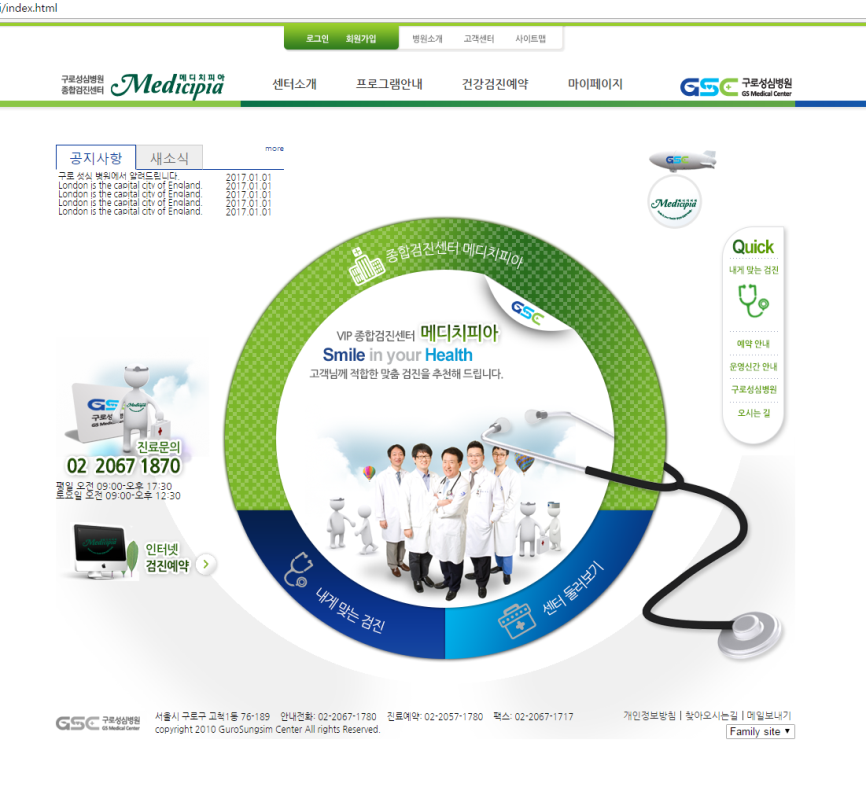 i/index.html
로그인 회원가입 병원소개 고객센터 사이트맵
구로성심병원
종합검진센터
Medicipia 메디치피아
센터소개 프로그램안내 건강검진예약 마이페이지
GSC 구로성심병원
GS Medical Center
공지사항 새소식 more
구로 성심 병원에서 알려드립니다. 2017.01.01
London is the capital city of England. 2017.01.01
London is the capital city of England. 2017.01.01
London is the capital city of England. 2017.01.01
London is the capital city of England. 2017.01.01
GSC
Medicipia
종합검진센터 메디치피아
GSC
VIP 종합검진센터 메디치피아
Smile in your Health
고객님께 적합한 맞춤 검진을 추천해 드립니다.
Quick
내게 맞는 검진
예약 안내
운영시간 안내
구로성심병원
오시는 길
GS
Medicipia
구로성
진료문의
02 2067 1870
평일 오전 09:00-오후 17:30
토요일 오전 09:00-오후 12:30
Medicipia
인터넷
검진예약
내게 맞는 검진
센터 둘러보기
GSC 구로성심병원
GS Medical Center
서울시 구로구 고척1동 76-189 안내전화: 02-2067-1780 진료예약: 02-2057-1780 팩스: 02-2067-1717
copyright 2010 GuroSungsim Center All rights Reserved.
개인정보방침 | 찾아오시는길 | 메일보내기
Family site ▼